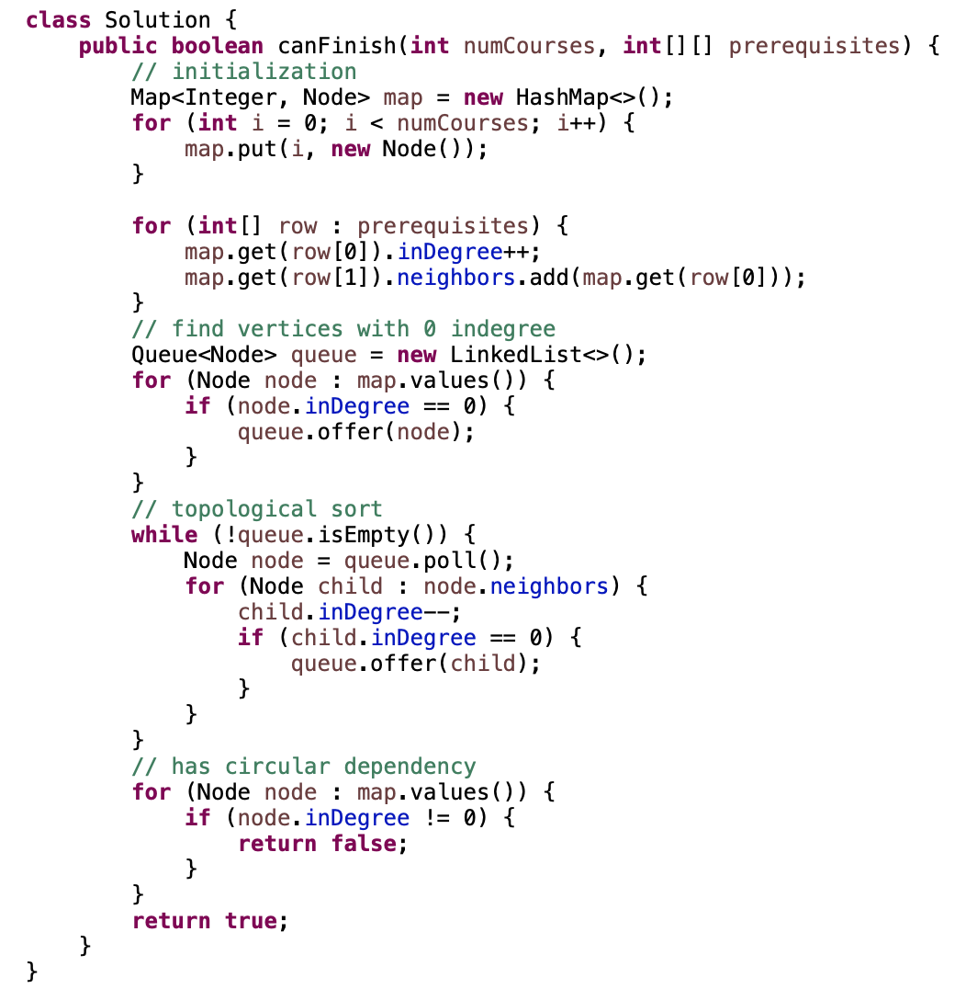 class Solution {
    public boolean canFinish(int numCourses, int[][] prerequisites) {
        // initialization
        Map<Integer, Node> map = new HashMap<>();
        for (int i = 0; i < numCourses; i++) {
            map.put(i, new Node());
        }

        for (int[] row : prerequisites) {
            map.get(row[0]).inDegree++;
            map.get(row[1]).neighbors.add(map.get(row[0]));
        }
        // find vertices with 0 indegree
        Queue<Node> queue = new LinkedList<>();
        for (Node node : map.values()) {
            if (node.inDegree == 0) {
                queue.offer(node);
            }
        }
        // topological sort
        while (!queue.isEmpty()) {
            Node node = queue.poll();
            for (Node child : node.neighbors) {
                child.inDegree--;
                if (child.inDegree == 0) {
                    queue.offer(child);
                }
            }
        }
        // has circular dependency
        for (Node node : map.values()) {
            if (node.inDegree != 0) {
                return false;
            }
        }
        return true;
    }
}